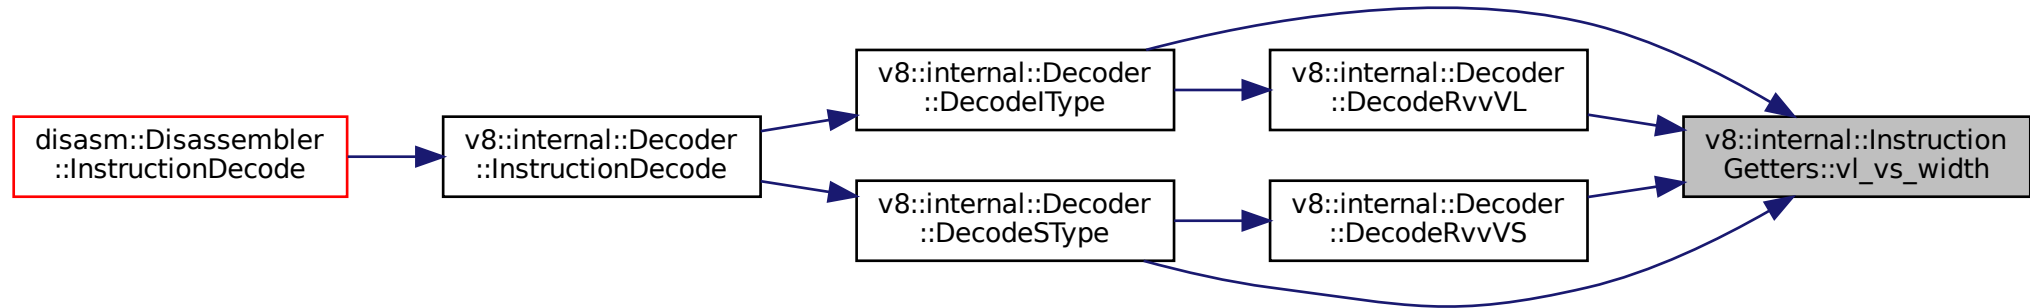 disasm::Disassembler
::InstructionDecode
v8::internal::Decoder
::InstructionDecode
v8::internal::Decoder
::DecodeIType
v8::internal::Decoder
::DecodeSType
v8::internal::Decoder
::DecodeRvvVL
v8::internal::Decoder
::DecodeRvvVS
v8::internal::Instruction
Getters::vl_vs_width